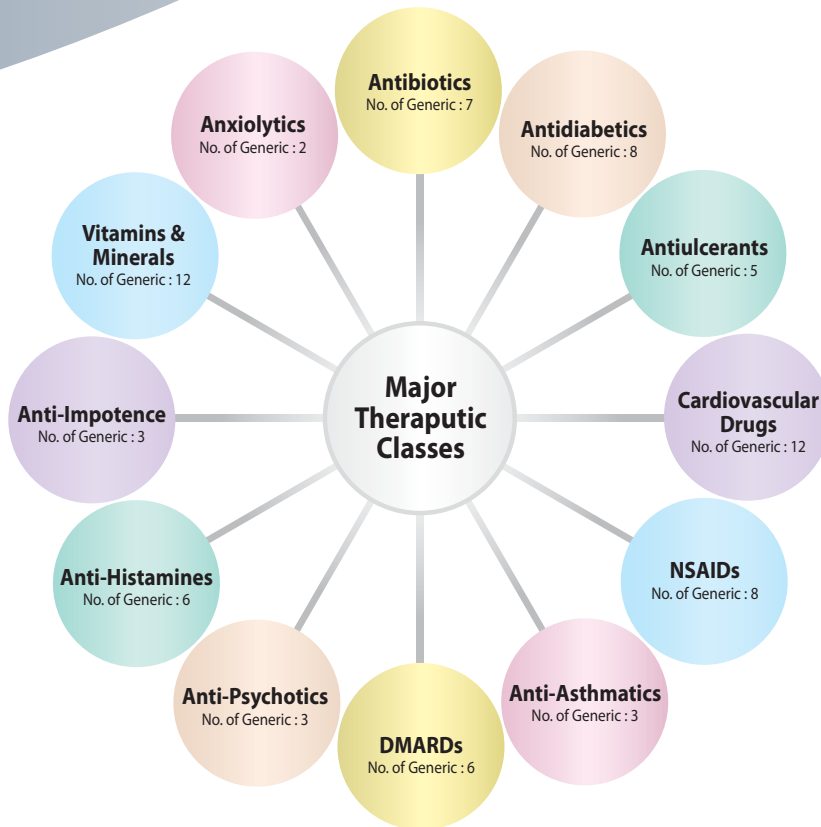 Antibiotics
No. of Generic : 7
Antidiabetics
No. of Generic : 8
Antiulcerants
No. of Generic : 5
Cardiovascular
Drugs
No. of Generic : 12
NSAIDs
No. of Generic : 8
Anti-Asthmatics
No. of Generic : 3
DMARDs
No. of Generic : 6
Anti-Psychotics
No. of Generic : 3
Anti-Histamines
No. of Generic : 6
Anti-Impotence
No. of Generic : 3
Vitamins &
Minerals
No. of Generic : 12
Anxiolytics
No. of Generic : 2
Major
Theraputic
Classes